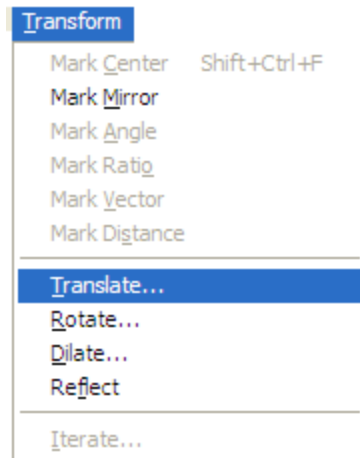 Transform
Mark Center Shift+Ctrl+F
Mark Mirror
Mark Angle
Mark Ratio
Mark Vector
Mark Distance
Translate...
Rotate...
Dilate...
Reflect
Iterate...